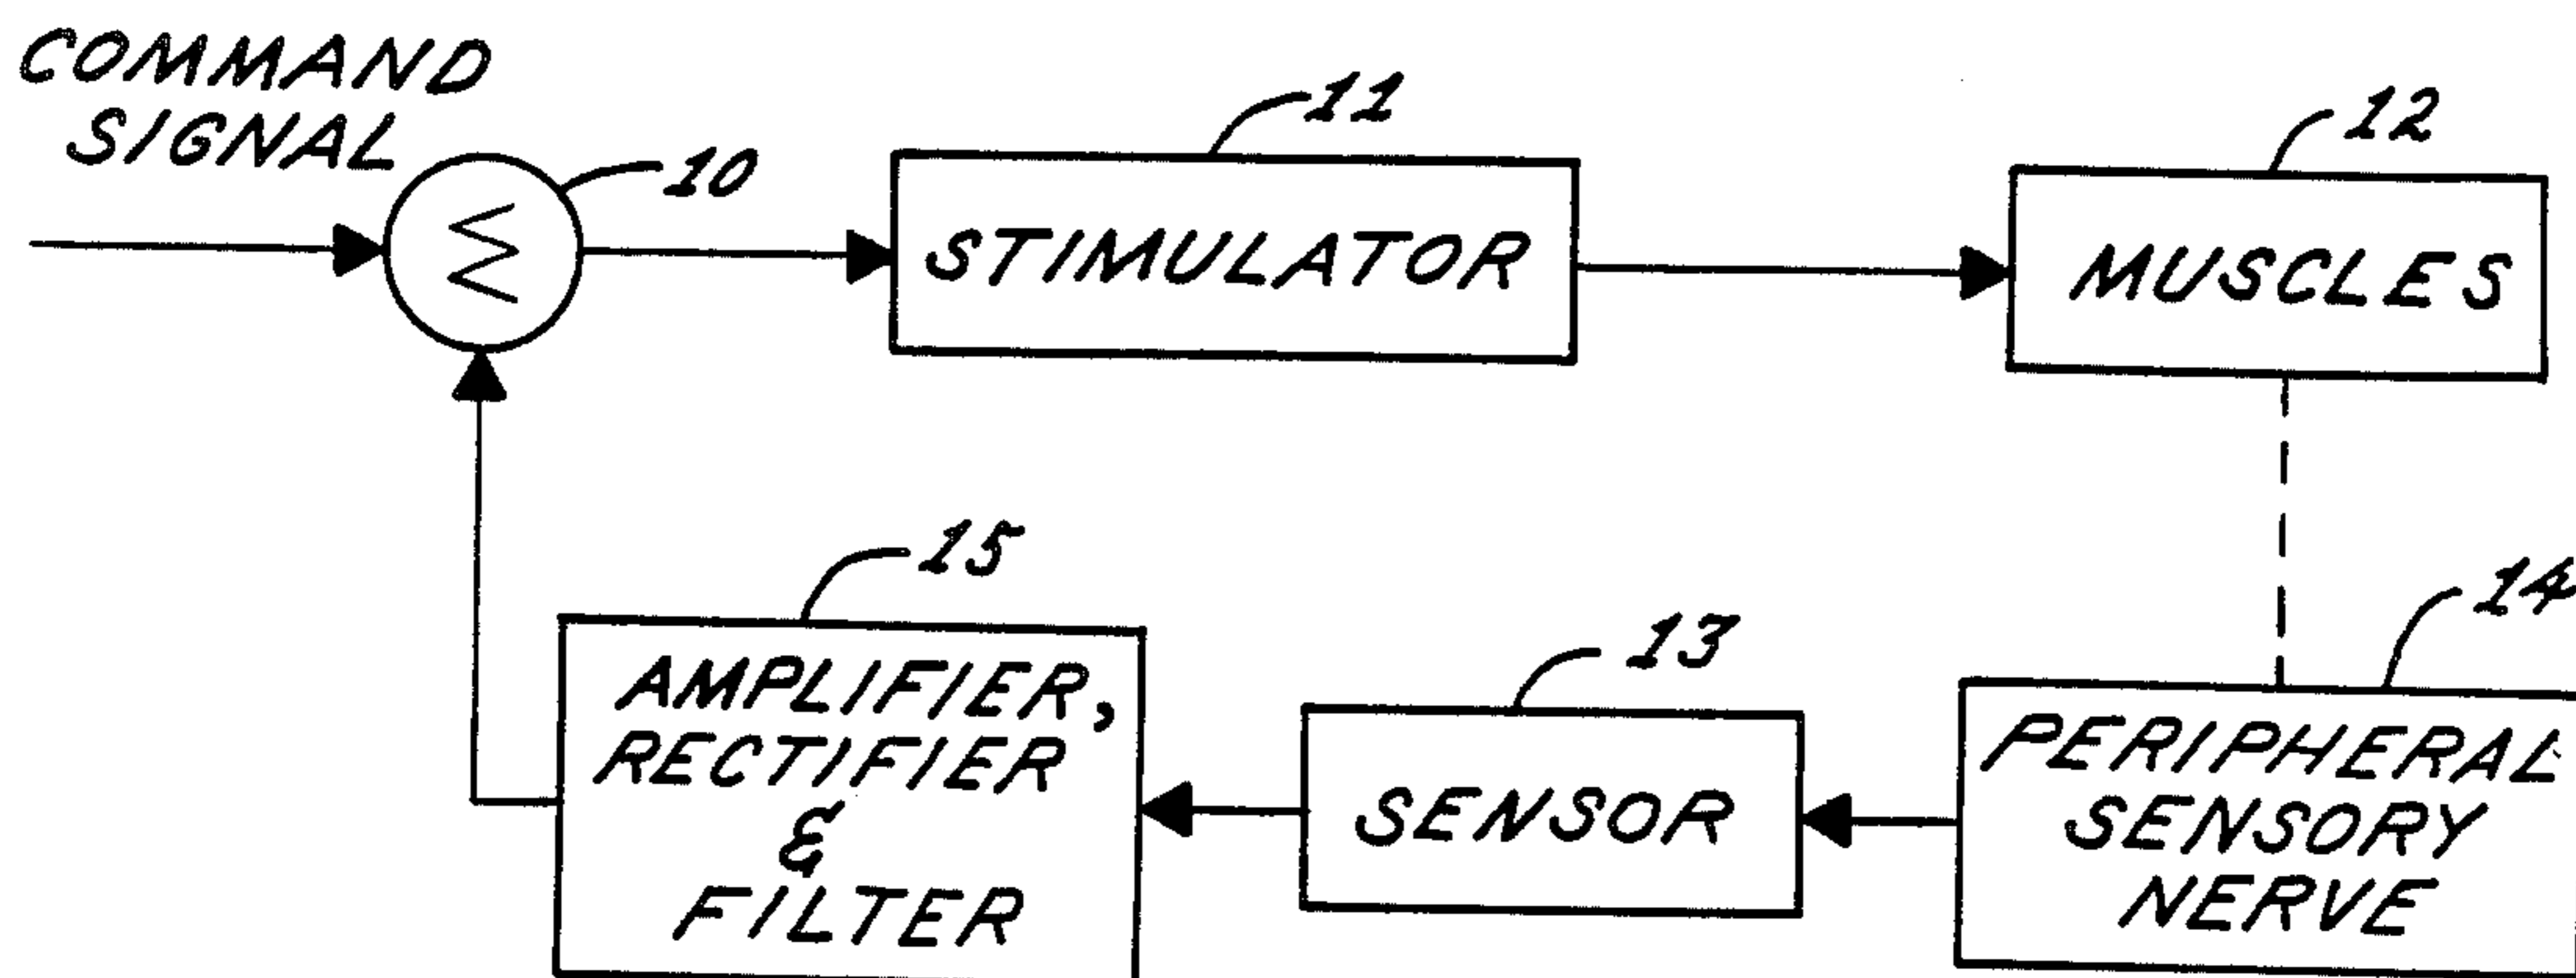 COMMAND
SIGNAL
10
Σ
11
STIMULATOR
12
MUSCLES
15
AMPLIFIER,
RECTIFIER
&
FILTER
13
SENSOR
14
PERIPHERAL
SENSORY
NERVE